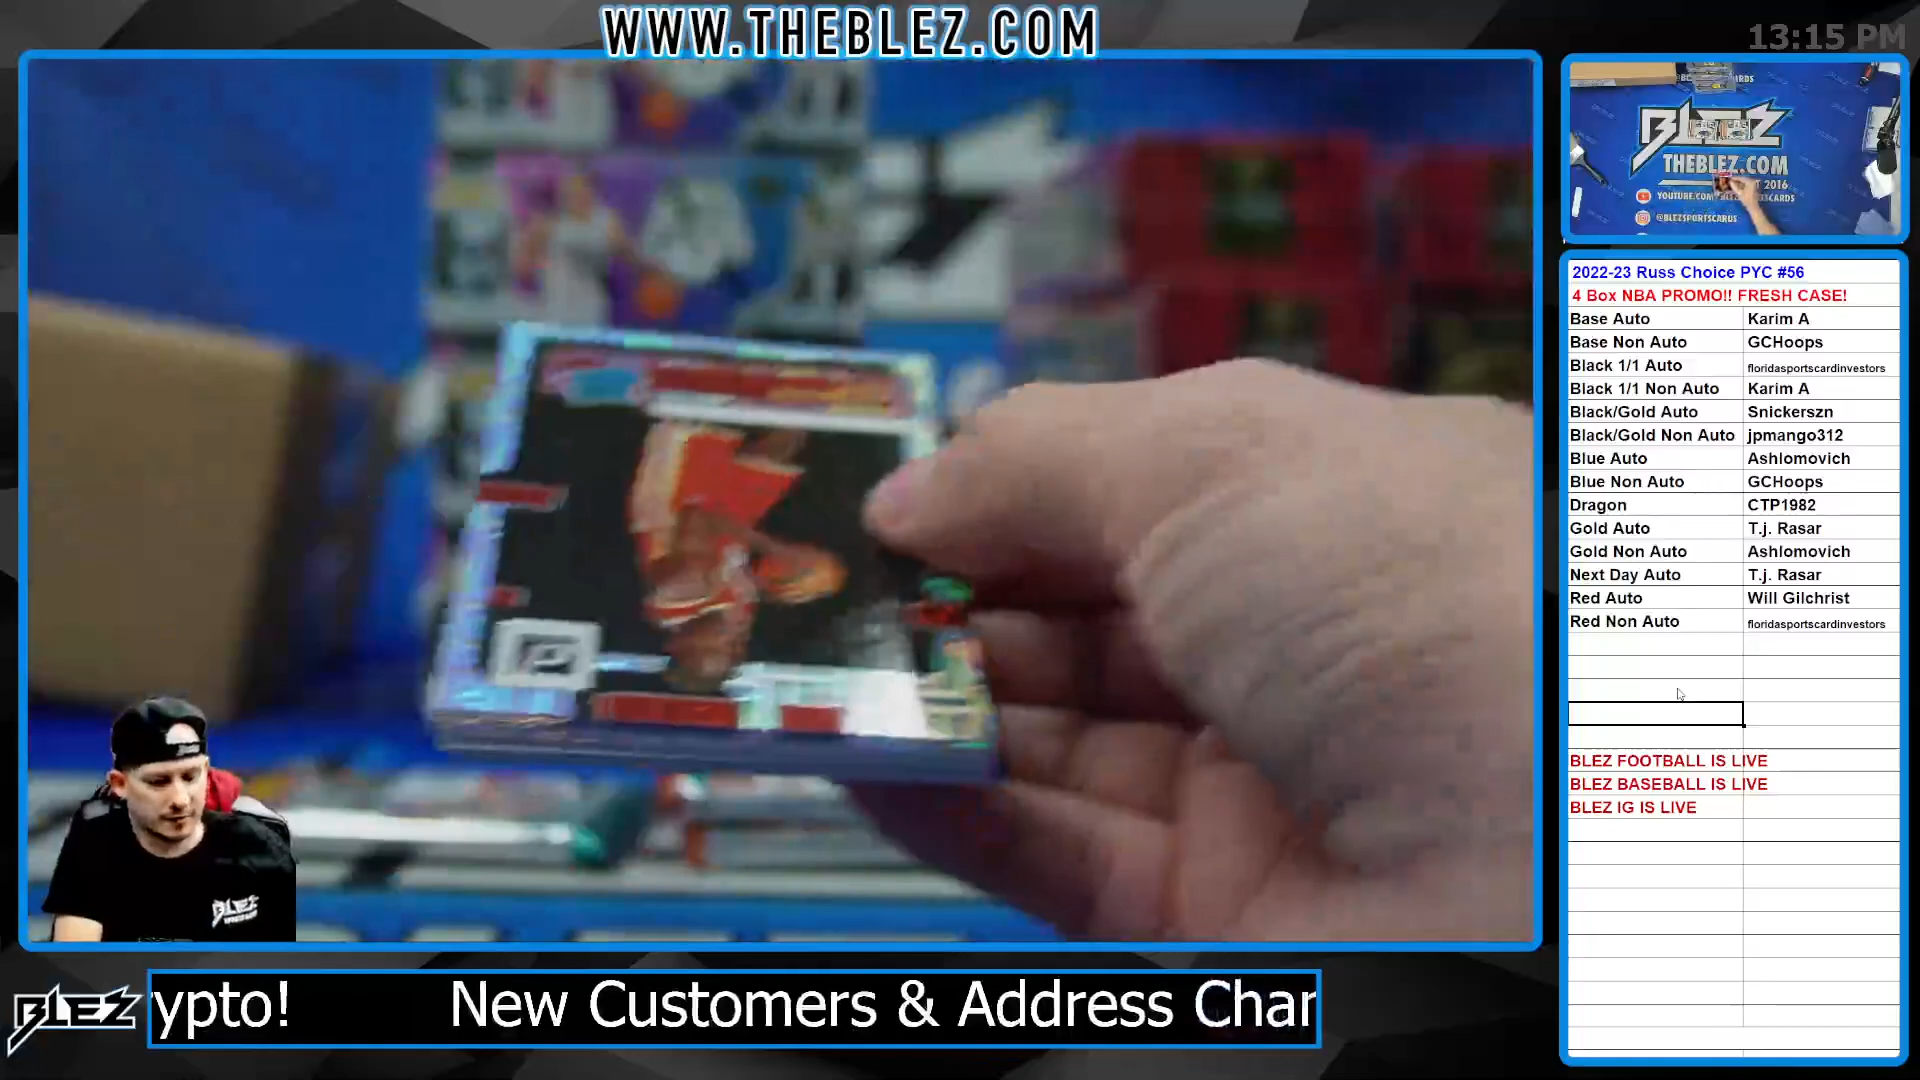 WWW.THEBLEZ.COM
13:15 PM
BLEZ
THEBLEZ.COM
2016
@BLEZSPORTSCARDS
2022-23 Russ Choice PYC #56
4 Box NBA PROMO!! FRESH CASE!
Base Auto Karim A
Base Non Auto GCHoops
Black 1/1 Auto floridasportscardinvestors
Black 1/1 Non Auto Karim A
Black/Gold Auto Snickerszn
Black/Gold Non Auto jpmango312
Blue Auto Ashlomovich
Blue Non Auto GCHoops
Dragon CTP1982
Gold Auto T.j. Rasar
Gold Non Auto Ashlomovich
Next Day Auto T.j. Rasar
Red Auto Will Gilchrist
Red Non Auto floridasportscardinvestors
BLEZ FOOTBALL IS LIVE
BLEZ BASEBALL IS LIVE
BLEZ IG IS LIVE
BLEZ
BLEZ
ypto! New Customers & Address Char